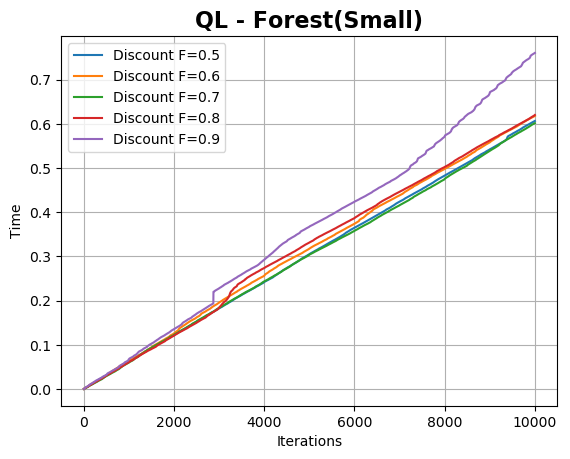 QL - Forest(Small)
Discount F=0.5
Discount F=0.6
Discount F=0.7
Discount F=0.8
Discount F=0.9
Time
0.7
0.6
0.5
0.4
0.3
0.2
0.1
0.0
0 2000 4000 6000 8000 10000
Iterations